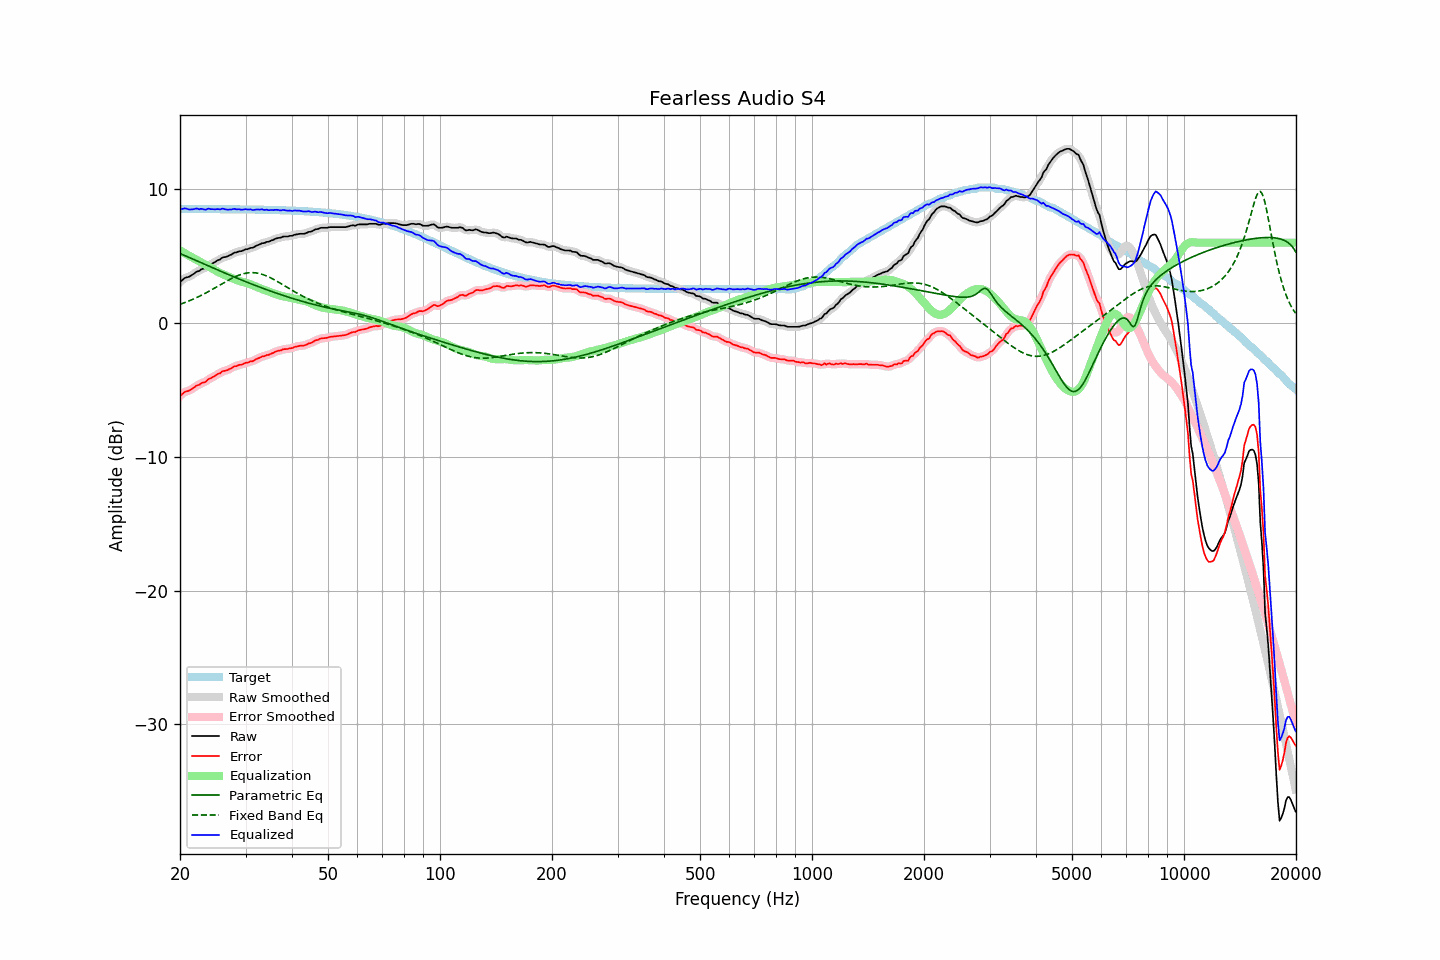 Fearless Audio S4
Amplitude (dBr)
10
0
−10
−20
−30
Target
Raw Smoothed
Error Smoothed
Raw
Error
Equalization
Parametric Eq
Fixed Band Eq
Equalized
20 50 100 200 500 1000 2000 5000 10000 20000
Frequency (Hz)